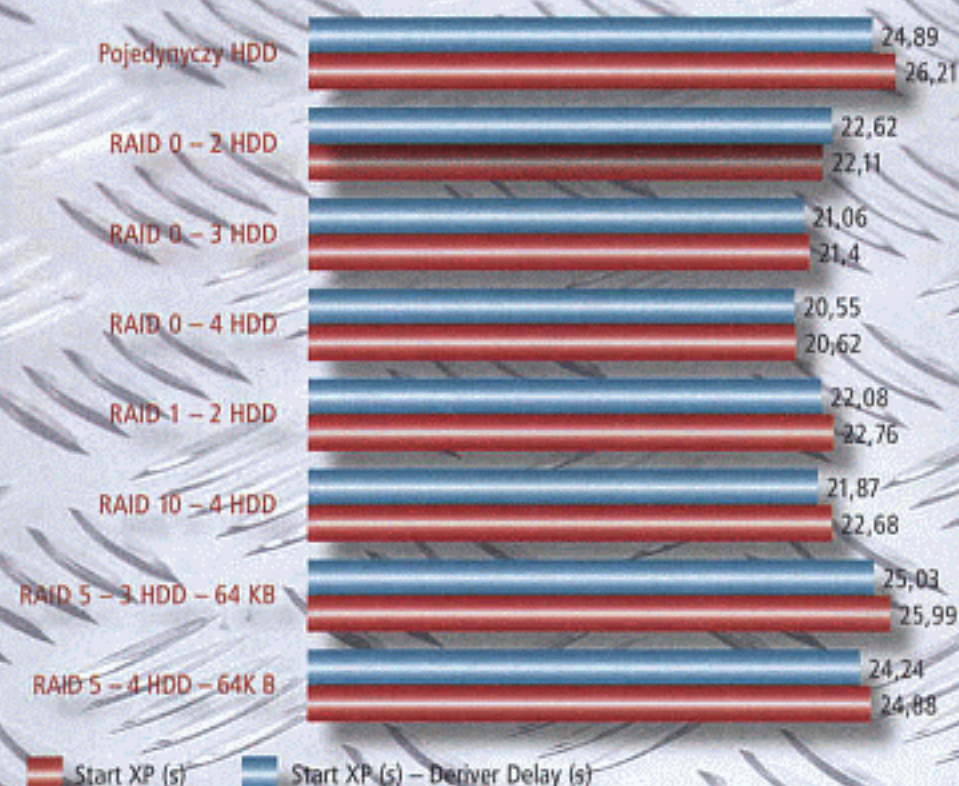 Pojedynyczy HDD
24,89
26,21
RAID 0 – 2 HDD
22,62
22,11
RAID 0 – 3 HDD
21,06
21,4
RAID 0 – 4 HDD
20,55
20,62
RAID 1 – 2 HDD
22,08
22,76
RAID 10 – 4 HDD
21,87
22,68
RAID 5 – 3 HDD – 64 KB
25,03
25,99
RAID 5 – 4 HDD – 64K B
24,24
24,88
Start XP (s) Start XP (s) – Deriver Delay (s)